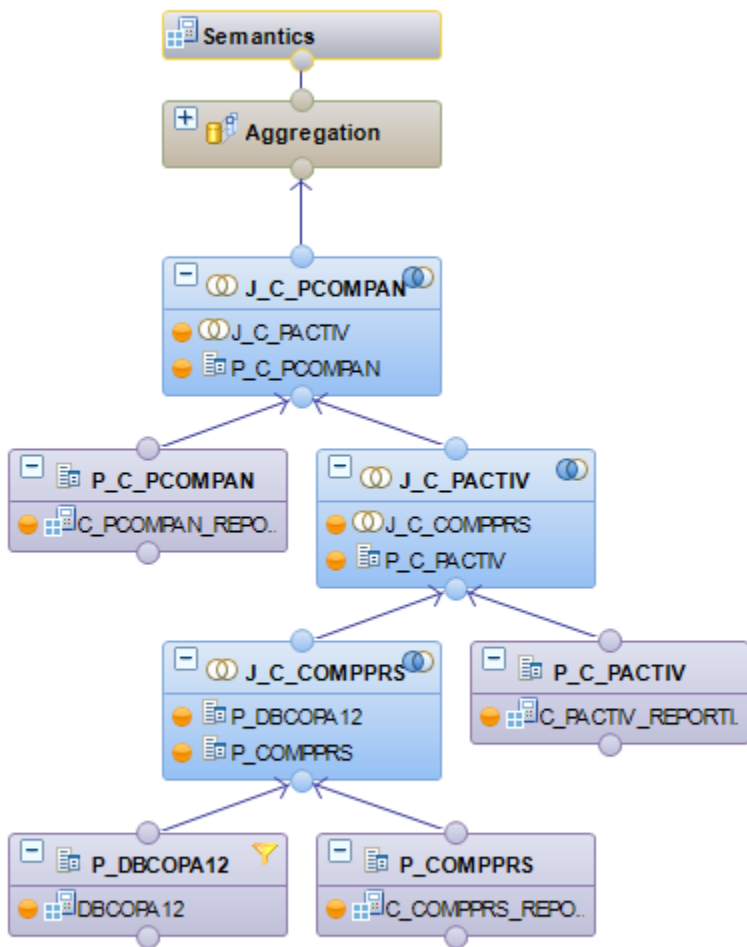 Semantics
Aggregation
J_C_PCOMPAN
J_C_PACTIV
P_C_PCOMPAN
P_C_PCOMPAN
C_PCOMPAN_REPO..
J_C_PACTIV
J_C_COMPPRS
P_C_PACTIV
J_C_COMPPRS
P_DBCOPA12
P_COMPPRS
P_C_PACTIV
C_PACTIV_REPORTI.
P_DBCOPA12
DBCOPA12
P_COMPPRS
C_COMPPRS_REPO..